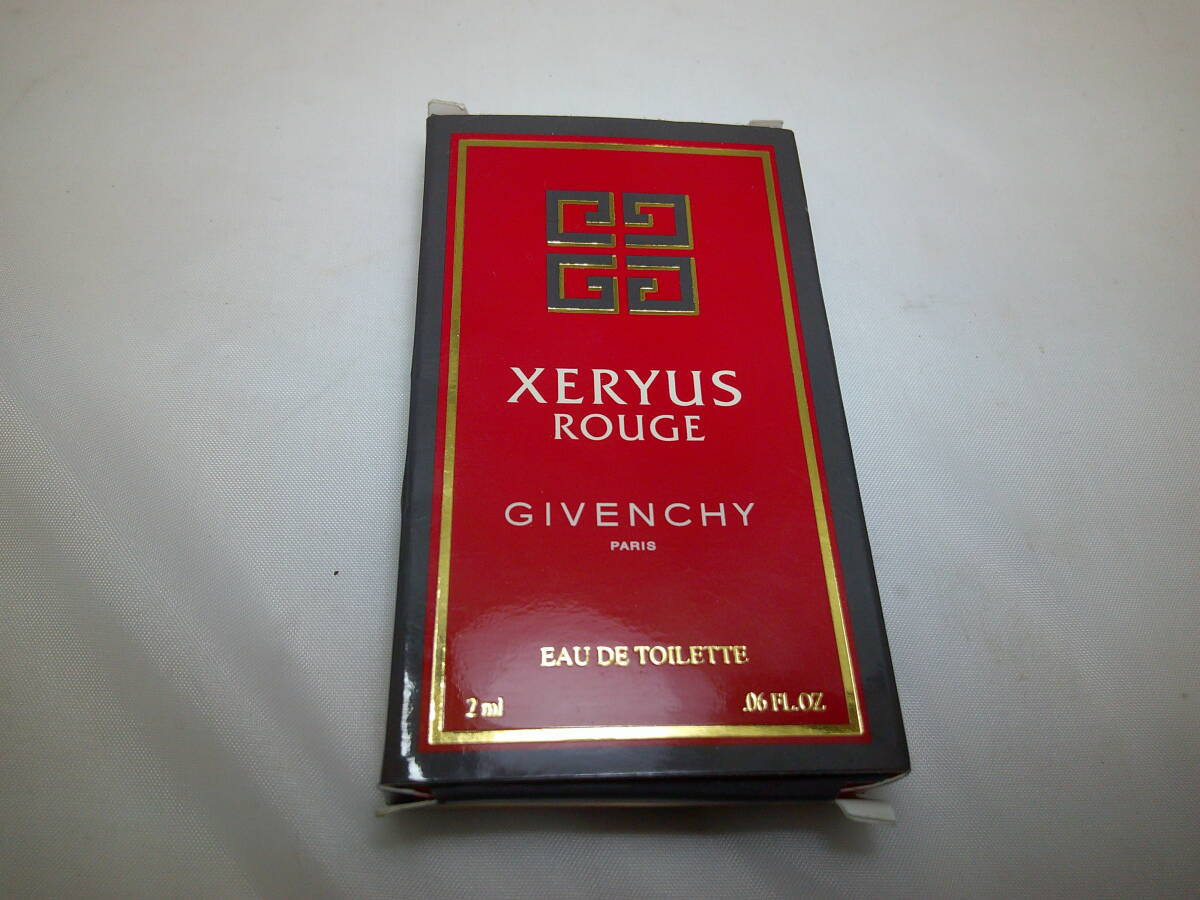 XERYUS
ROUGE
GIVENCHY
PARIS
EAU DE TOILETTE
2 ml .06 FL.OZ